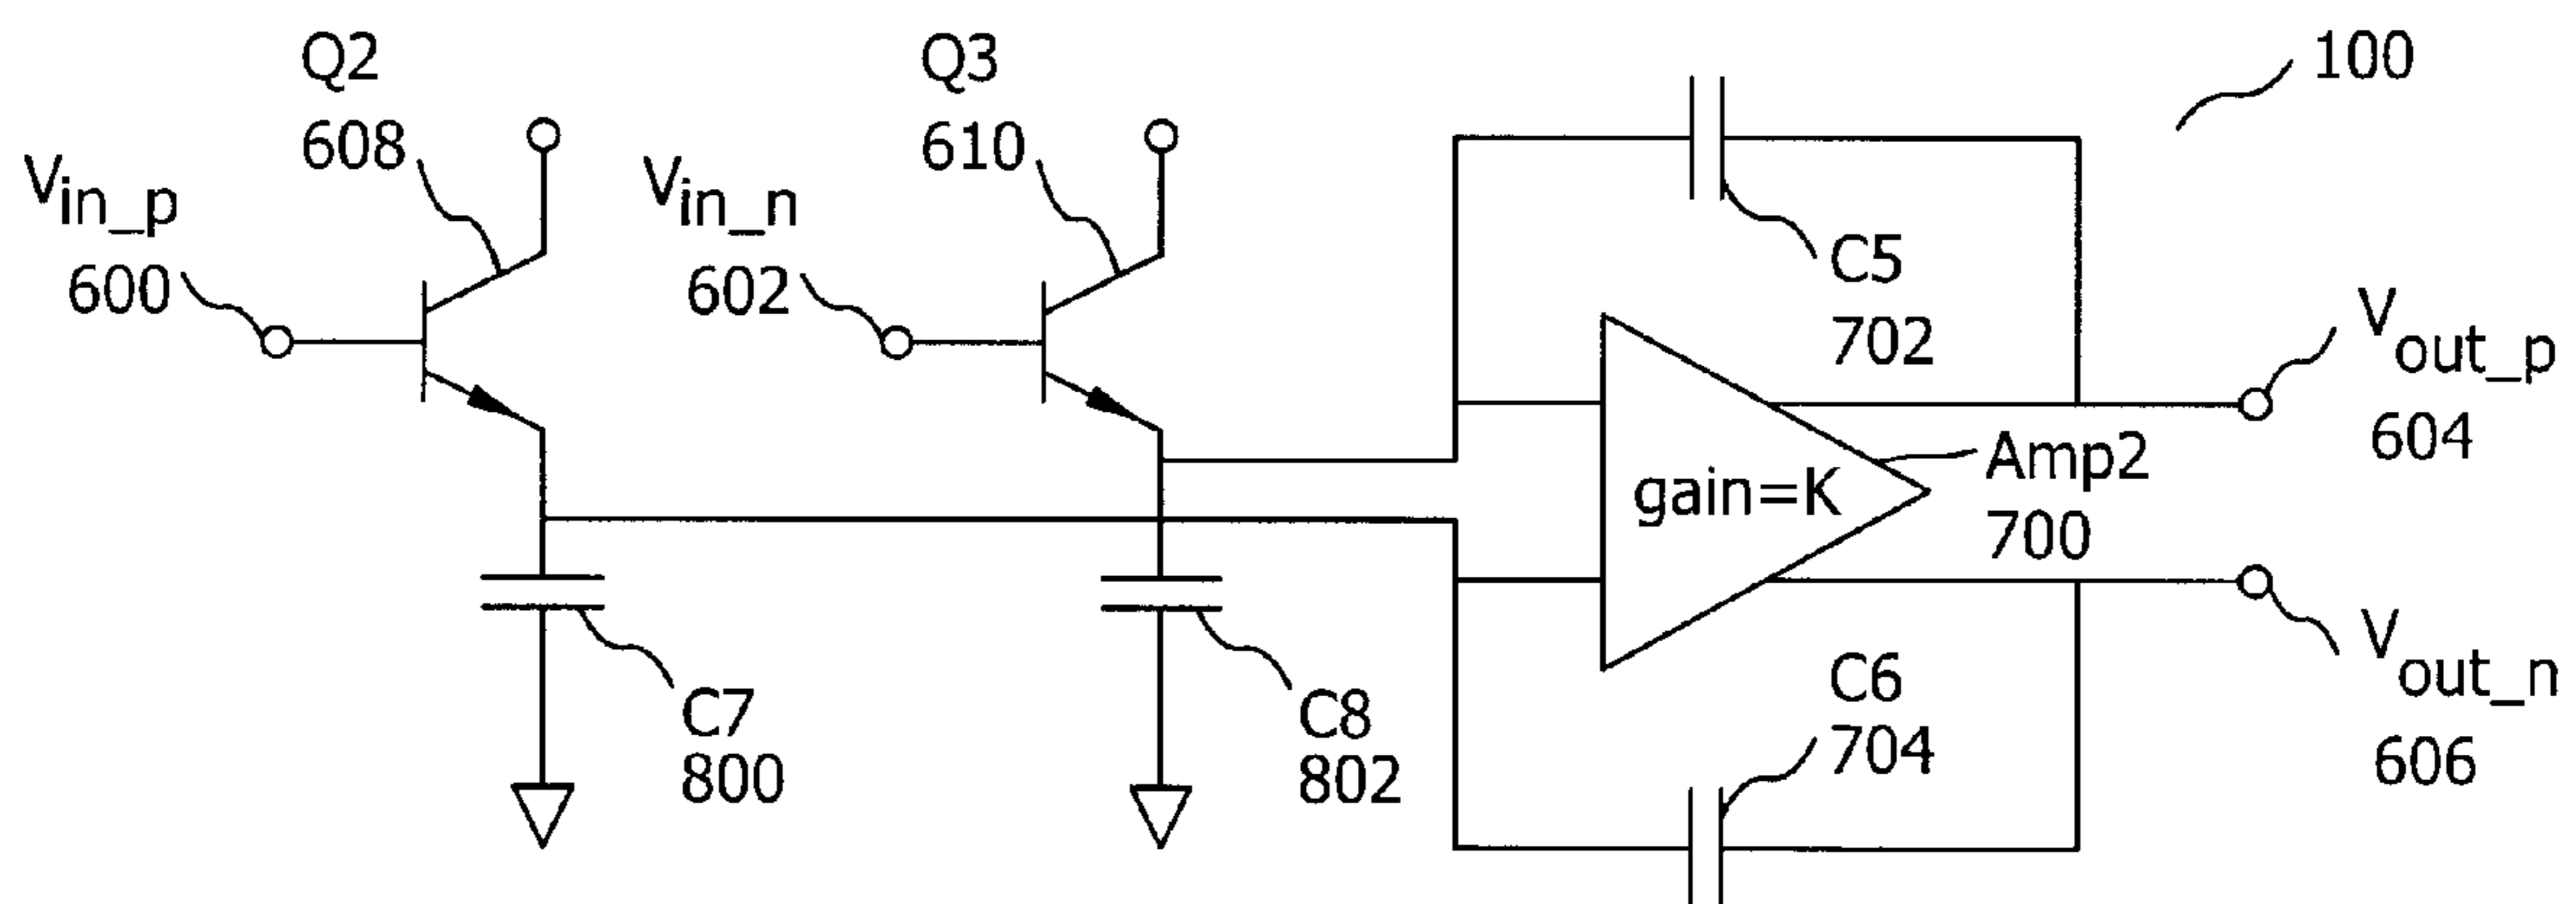 Q2
608
Q3
610
100
Vin_p
600
Vin_n
602
C5
702
Vout_p
604
gain=K
Amp2
700
C7
800
C8
802
C6
704
Vout_n
606